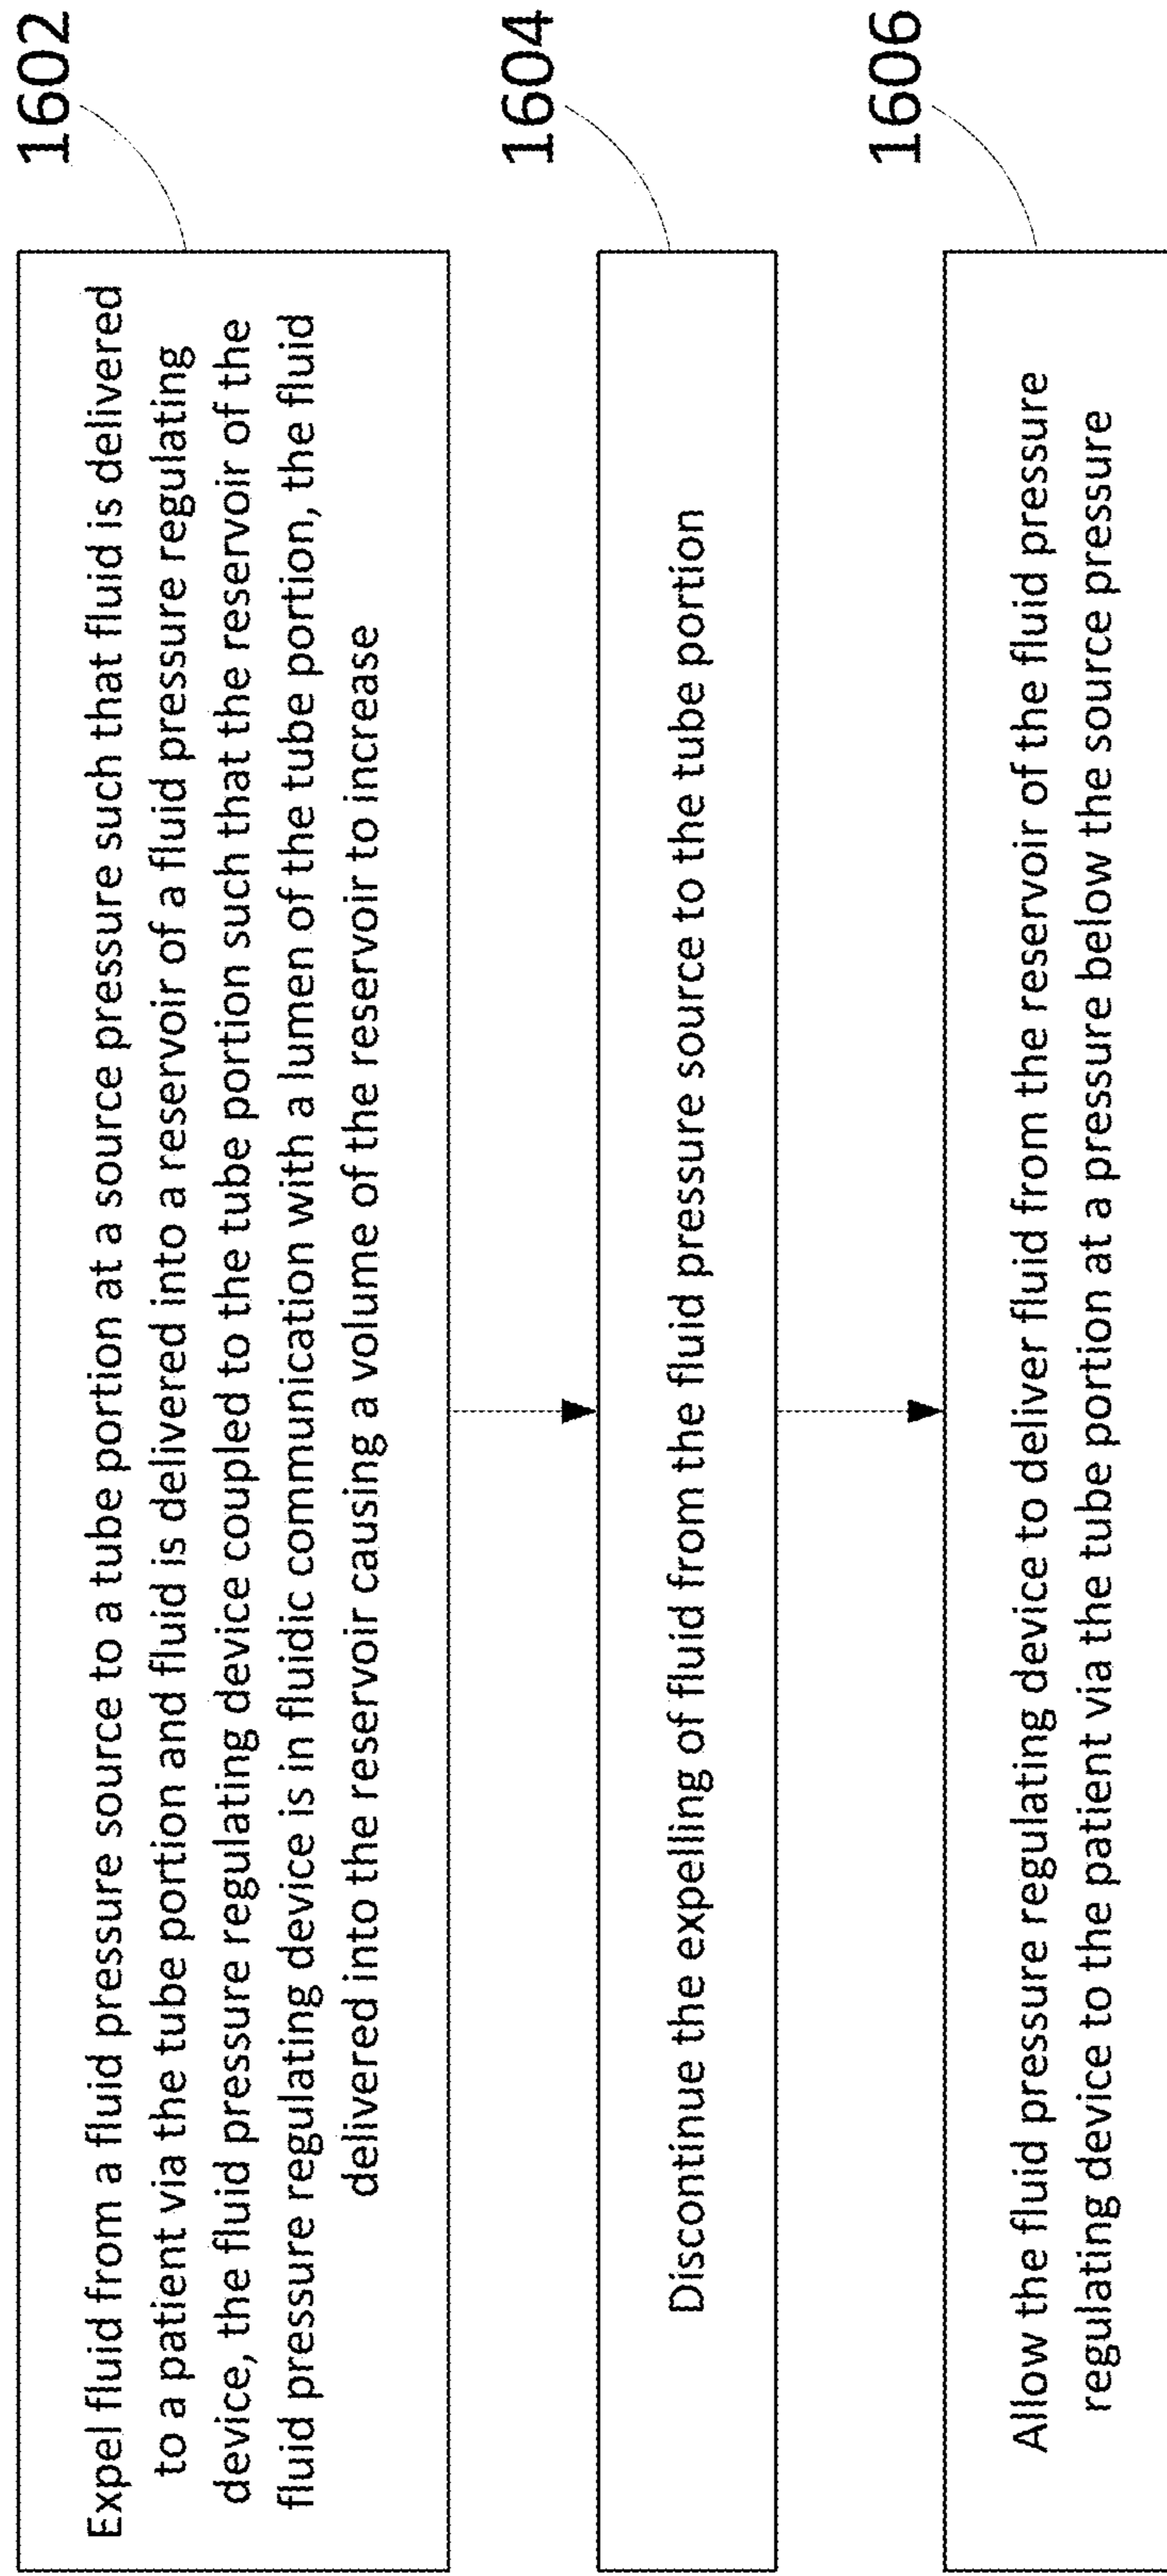 1602
Expel fluid from a fluid pressure source to a tube portion at a source pressure such that fluid is delivered
to a patient via the tube portion and fluid is delivered into a reservoir of a fluid pressure regulating
device, the fluid pressure regulating device coupled to the tube portion such that the reservoir of the
fluid pressure regulating device is in fluidic communication with a lumen of the tube portion, the fluid
delivered into the reservoir causing a volume of the reservoir to increase
1604
Discontinue the expelling of fluid from the fluid pressure source to the tube portion
1606
Allow the fluid pressure regulating device to deliver fluid from the reservoir of the fluid pressure
regulating device to the patient via the tube portion at a pressure below the source pressure